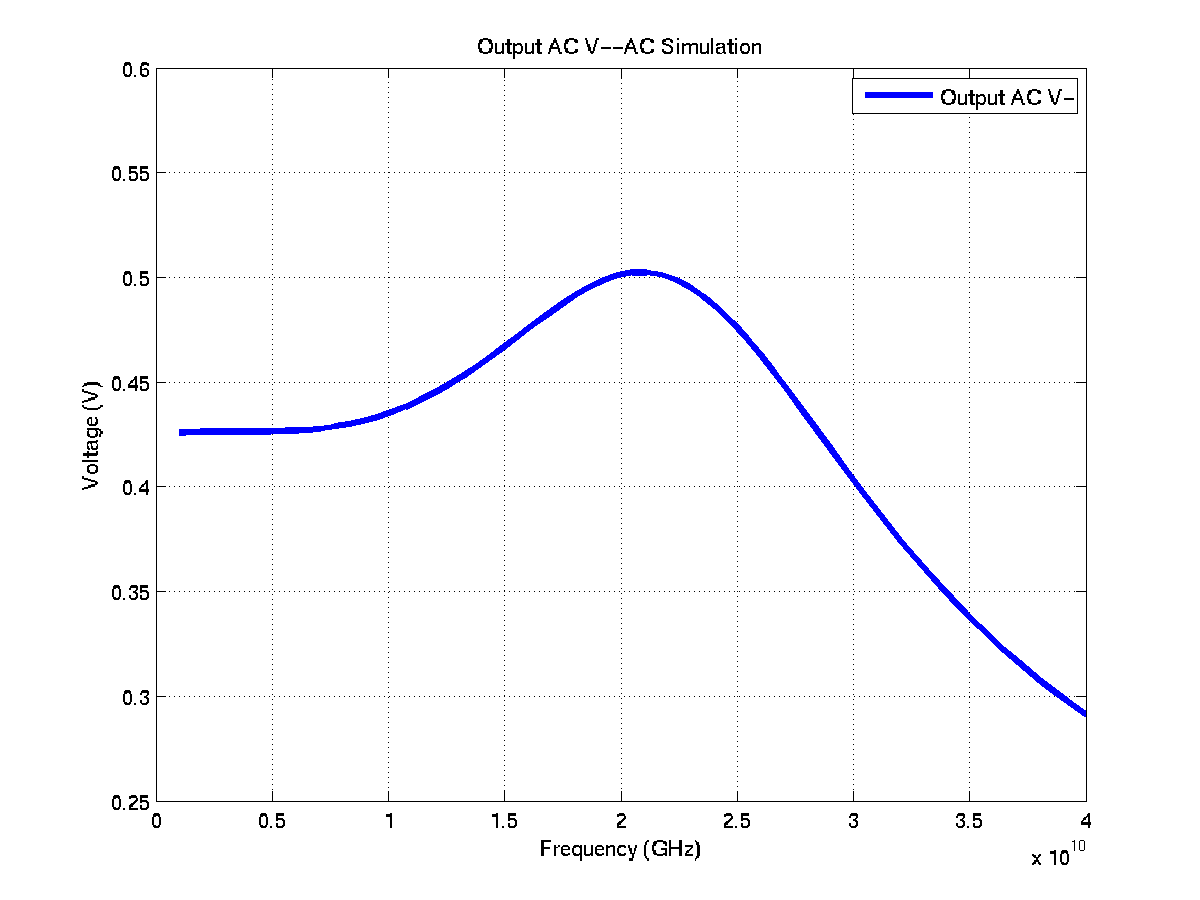 Output AC V--AC Simulation
0.6
Output AC V-
0.55
0.5
0.45
0.4
0.35
0.3
0.25
Voltage (V)
0 0.5 1 1.5 2 2.5 3 3.5 4
Frequency (GHz)
x 10^10